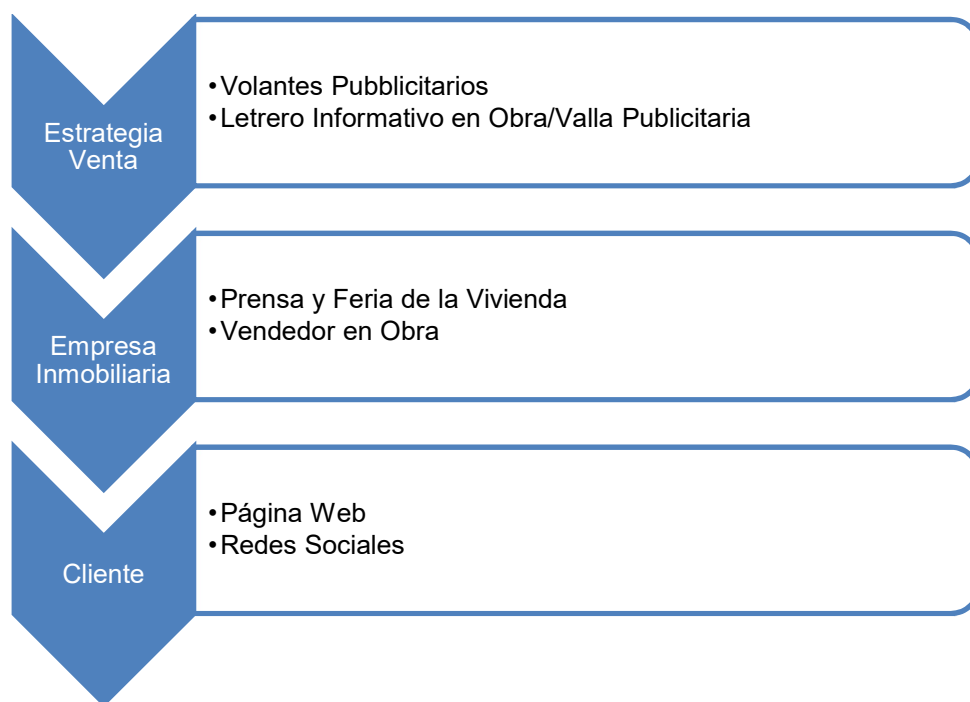 Estrategia
Venta
•Volantes Pubblicitarios
•Letrero Informativo en Obra/Valla Publicitaria
Empresa
Inmobiliaria
•Prensa y Feria de la Vivienda
•Vendedor en Obra
Cliente
•Página Web
•Redes Sociales